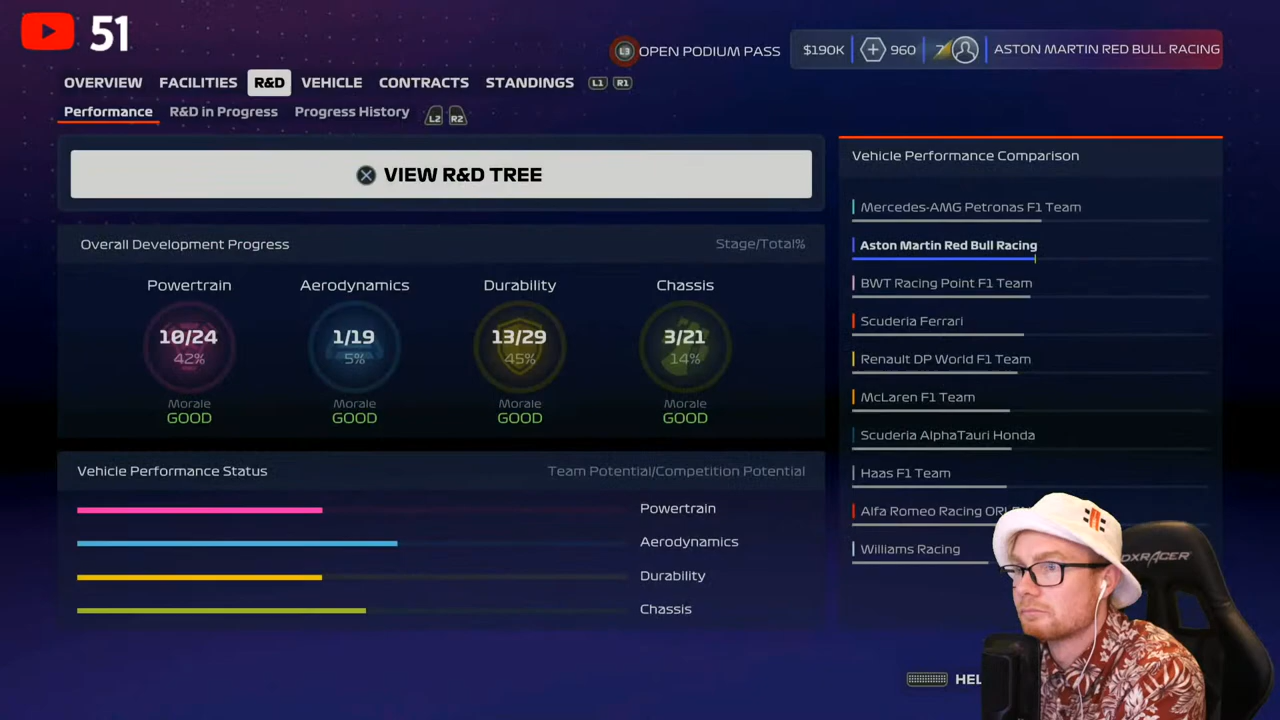 51
L3 OPEN PODIUM PASS $190K 960 7 ASTON MARTIN RED BULL RACING
OVERVIEW FACILITIES R&D VEHICLE CONTRACTS STANDINGS L1 R1
Performance R&D in Progress Progress History L2 R2
VIEW R&D TREE
Overall Development Progress Stage/Total%
Powertrain Aerodynamics Durability Chassis
10/24 1/19 13/29 3/21
42% 5% 45% 14%
Morale Morale Morale Morale
GOOD GOOD GOOD GOOD
Vehicle Performance Status Team Potential/Competition Potential
Powertrain
Aerodynamics
Durability
Chassis
Vehicle Performance Comparison
Mercedes-AMG Petronas F1 Team
Aston Martin Red Bull Racing
BWT Racing Point F1 Team
Scuderia Ferrari
Renault DP World F1 Team
McLaren F1 Team
Scuderia AlphaTauri Honda
Haas F1 Team
Alfa Romeo Racing OR
Williams Racing
DXRACER
HEL